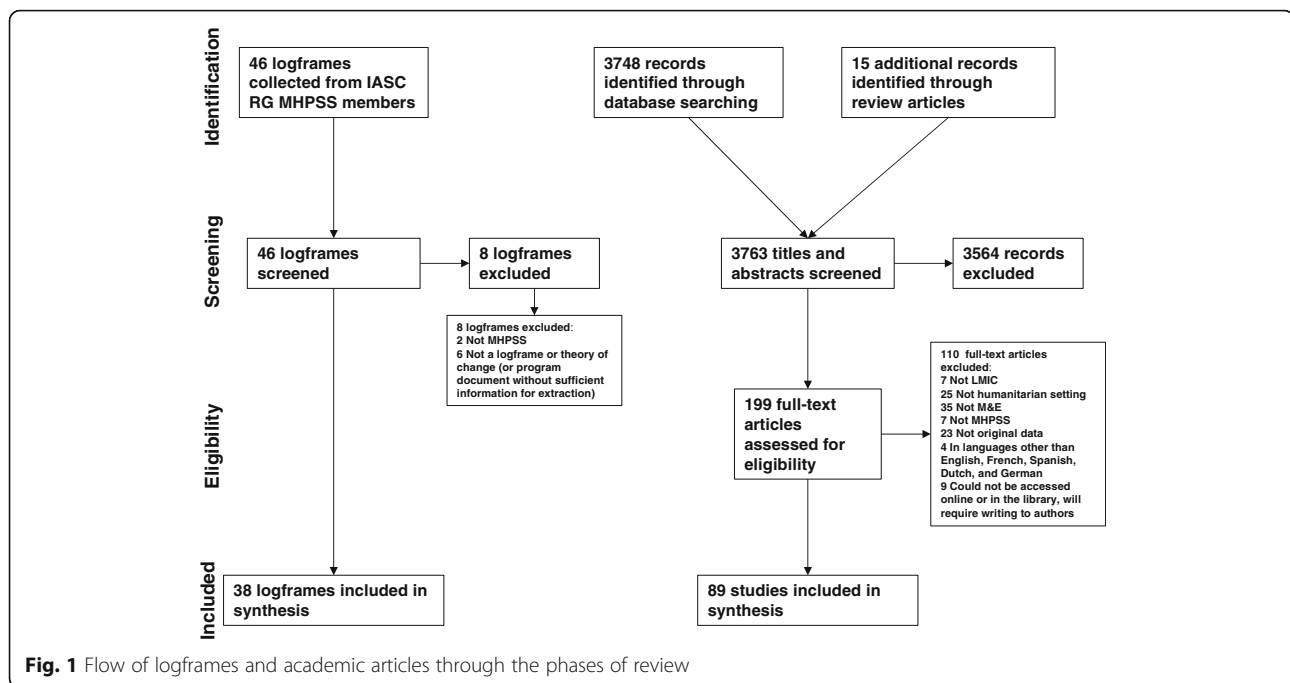 Identification
46 logframes
collected from IASC
RG MHPSS members
3748 records
identified through
database searching
15 additional records
identified through
review articles
Screening
46 logframes
screened
8 logframes
excluded
3763 titles and
abstracts screened
3564 records
excluded
8 logframes excluded:
2 Not MHPSS
6 Not a logframe or theory of
change (or program
document without sufficient
information for extraction)
Eligibility
199 full-text
articles
assessed for
eligibility
110 full-text articles
excluded:
7 Not LMIC
25 Not humanitarian setting
35 Not M&E
7 Not MHPSS
23 Not original data
4 In languages other than
English, French, Spanish,
Dutch, and German
9 Could not be accessed
online or in the library, will
require writing to authors
Included
38 logframes included in
synthesis
89 studies included in
synthesis
Fig. 1 Flow of logframes and academic articles through the phases of review